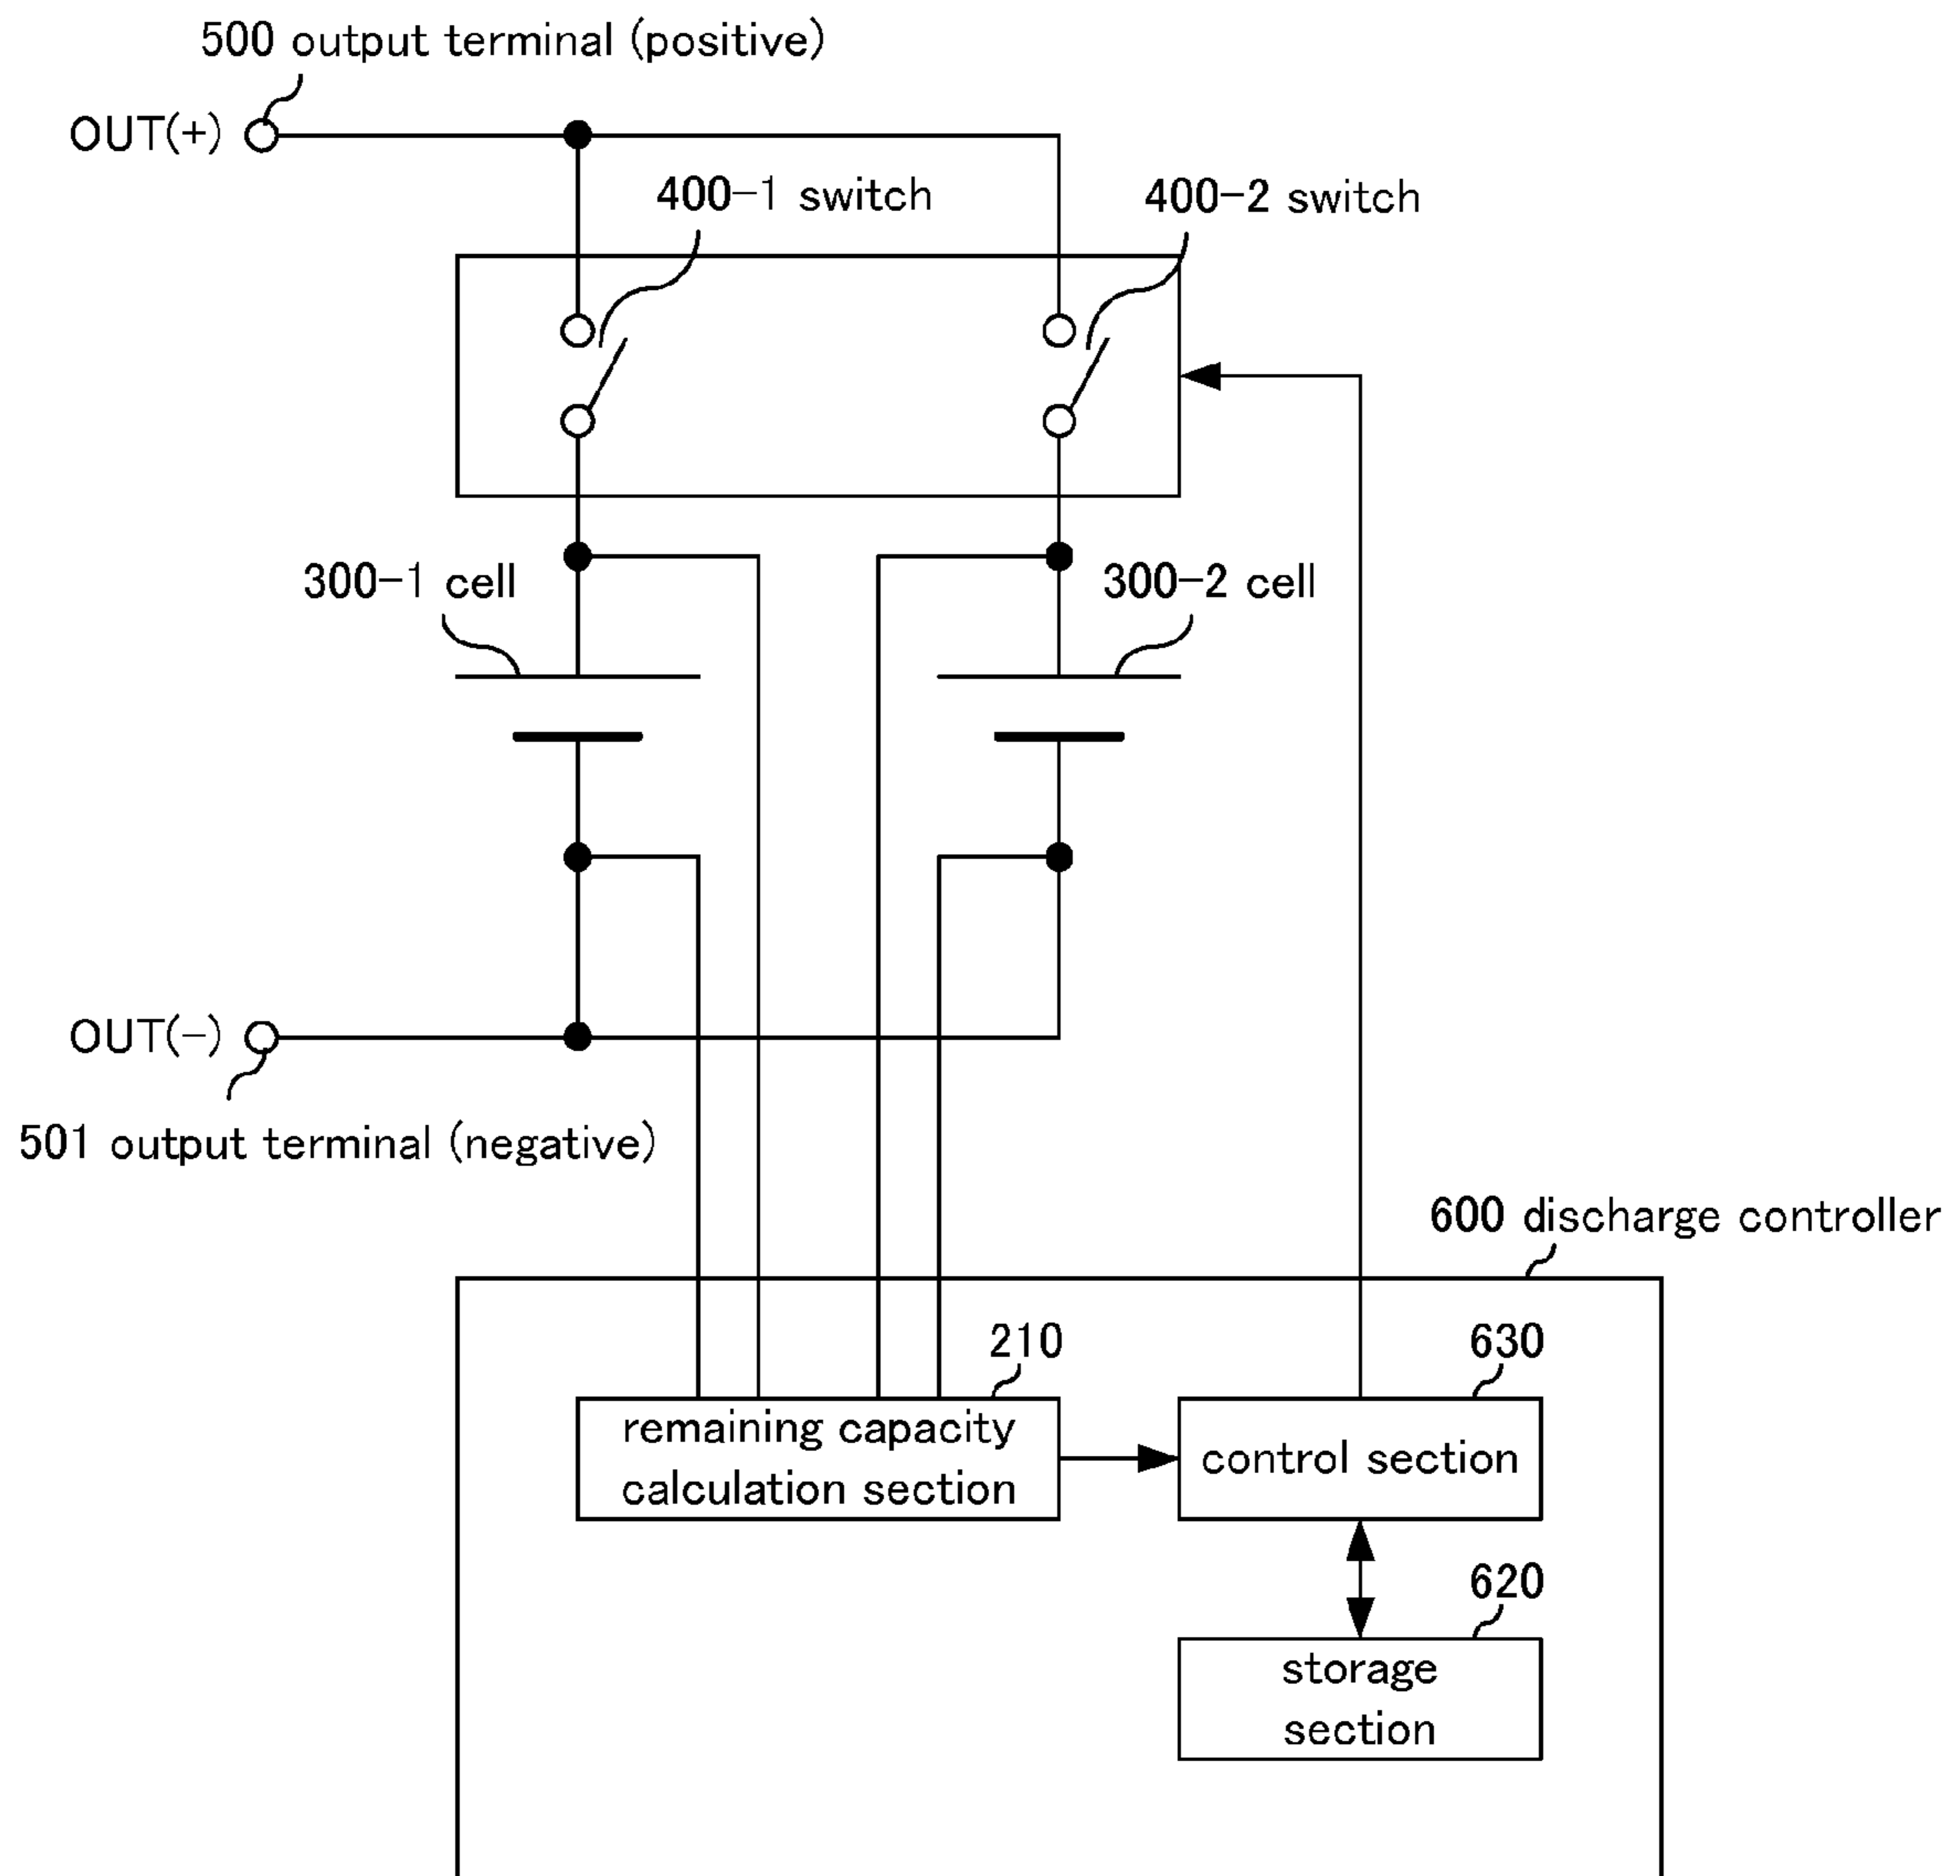 500 output terminal (positive)
OUT(+)
400-1 switch
400-2 switch
300-1 cell
300-2 cell
OUT(-)
501 output terminal (negative)
600 discharge controller
210
630
remaining capacity
calculation section
control section
620
storage
section